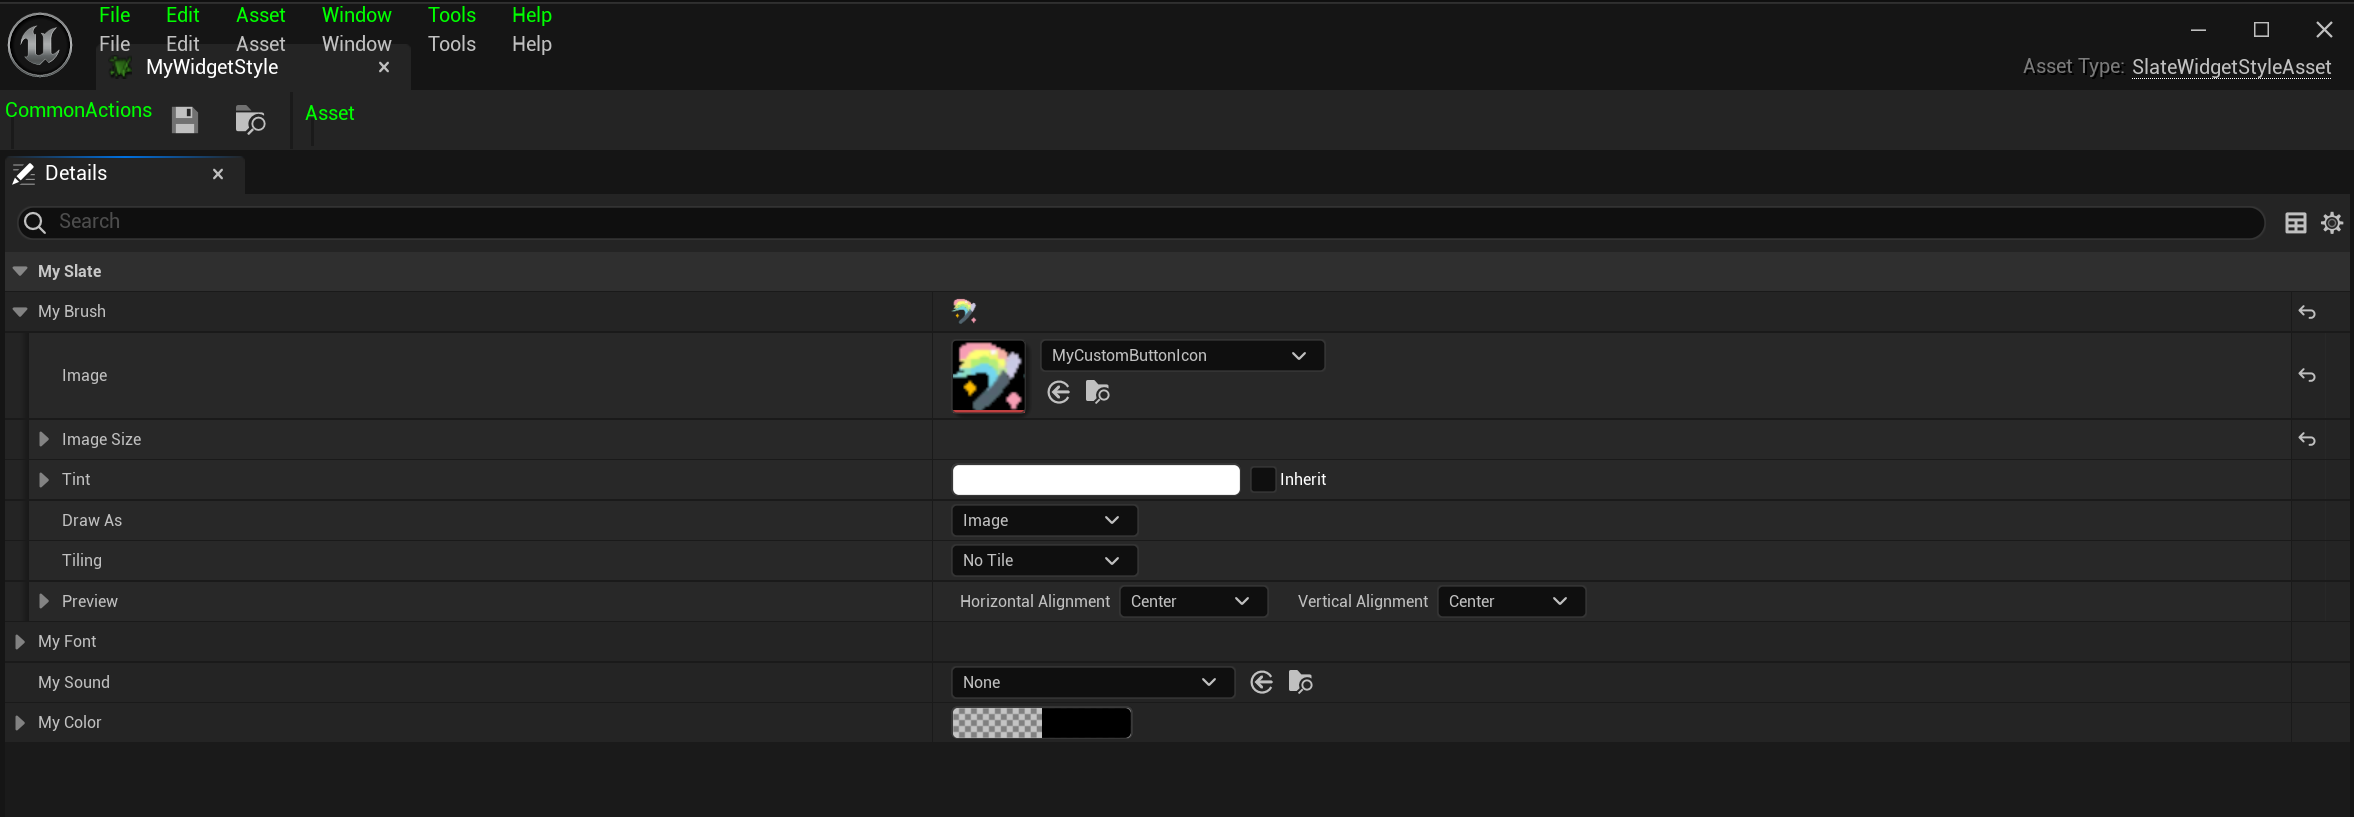 File Edit Asset Window Tools Help
File Edit Asset Window Tools Help
MyWidgetStyle
Asset Type: SlateWidgetStyleAsset
CommonActions
Asset
Details
Search
My Slate
My Brush
Image
MyCustomButtonIcon
Image Size
Tint
Inherit
Draw As
Image
Tiling
No Tile
Preview
Horizontal Alignment Center Vertical Alignment Center
My Font
My Sound
None
My Color